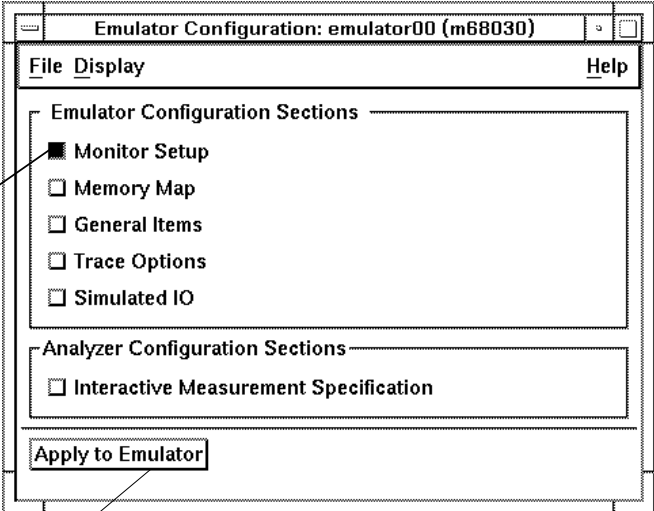 Emulator Configuration: emulator00 (m68030)
File Display Help
Emulator Configuration Sections
Monitor Setup
Memory Map
General Items
Trace Options
Simulated IO
Analyzer Configuration Sections
Interactive Measurement Specification
Apply to Emulator